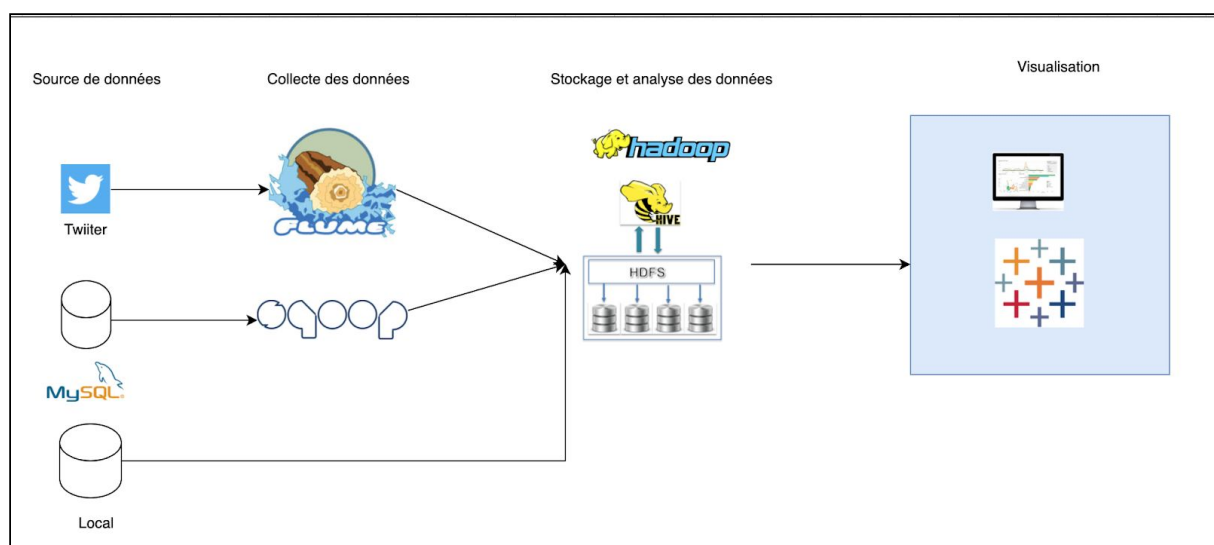 Source de données
Collecte des données
Stockage et analyse des données
Visualisation
hadoop
HIVE
Twiiter
FLUME
HDFS
sqoop
MySQL®
Local